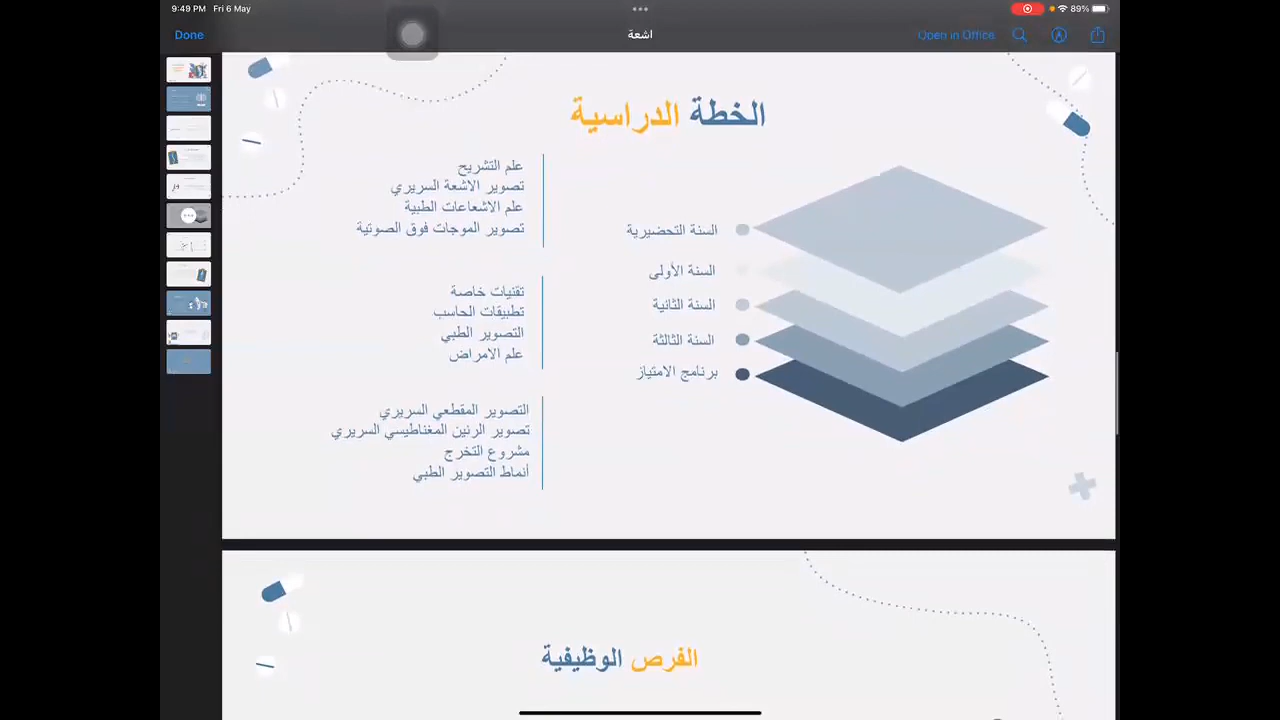 9:49 PM Fri 6 May
89%
Done
اشعة
Open in Office
الخطة الدراسية
السنة التحضيرية
السنة الأولى
السنة الثانية
السنة الثالثة
برنامج الامتياز
علم التشريح
تصوير الاشعة السريري
علم الاشعاعات الطبية
تصوير الموجات فوق الصوتية
تقنيات خاصة
تطبيقات الحاسب
التصوير الطبي
علم الامراض
التصوير المقطعي السريري
تصوير الرنين المغناطيسي السريري
مشروع التخرج
أنماط التصوير الطبي
الفرص الوظيفية